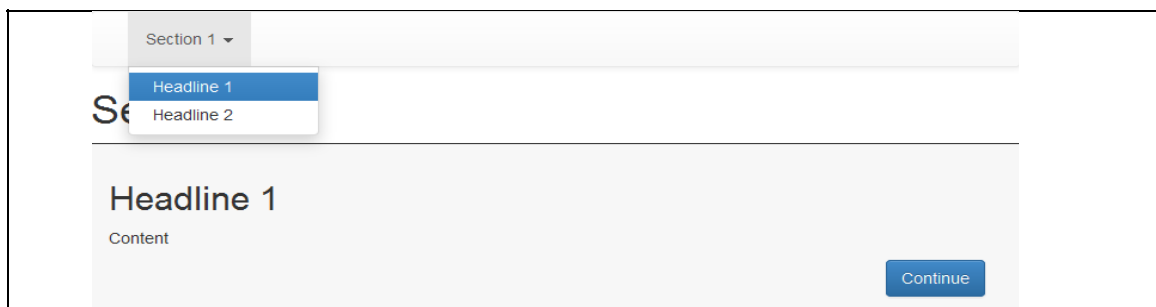 Section 1
Headline 1
Se
Headline 2
Headline 1
Content
Continue